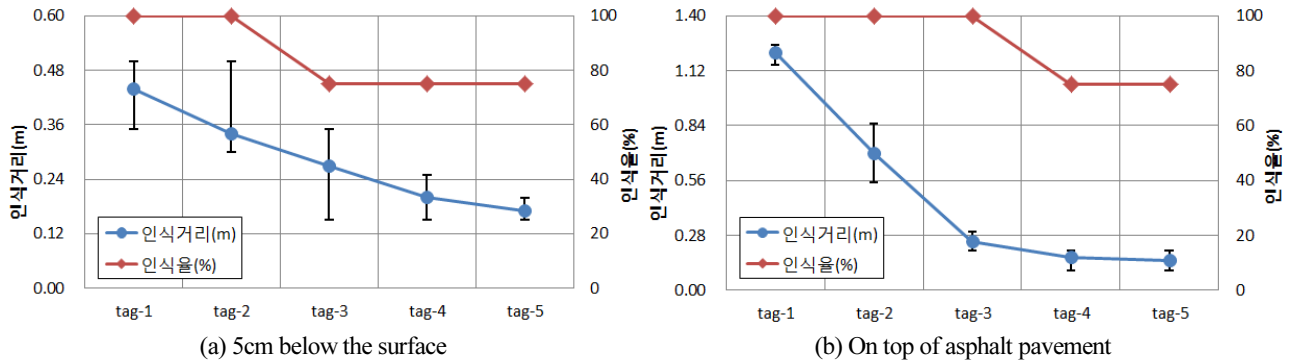 0.60
0.48
0.36
0.24
0.12
0.00
인식거리(m)
100
80
60
40
20
0
인식율(%)
인식거리(m)
인식율(%)
tag-1 tag-2 tag-3 tag-4 tag-5
(a) 5cm below the surface
1.40
1.12
0.84
0.56
0.28
0.00
인식거리(m)
100
80
60
40
20
0
인식율(%)
인식거리(m)
인식율(%)
tag-1 tag-2 tag-3 tag-4 tag-5
(b) On top of asphalt pavement